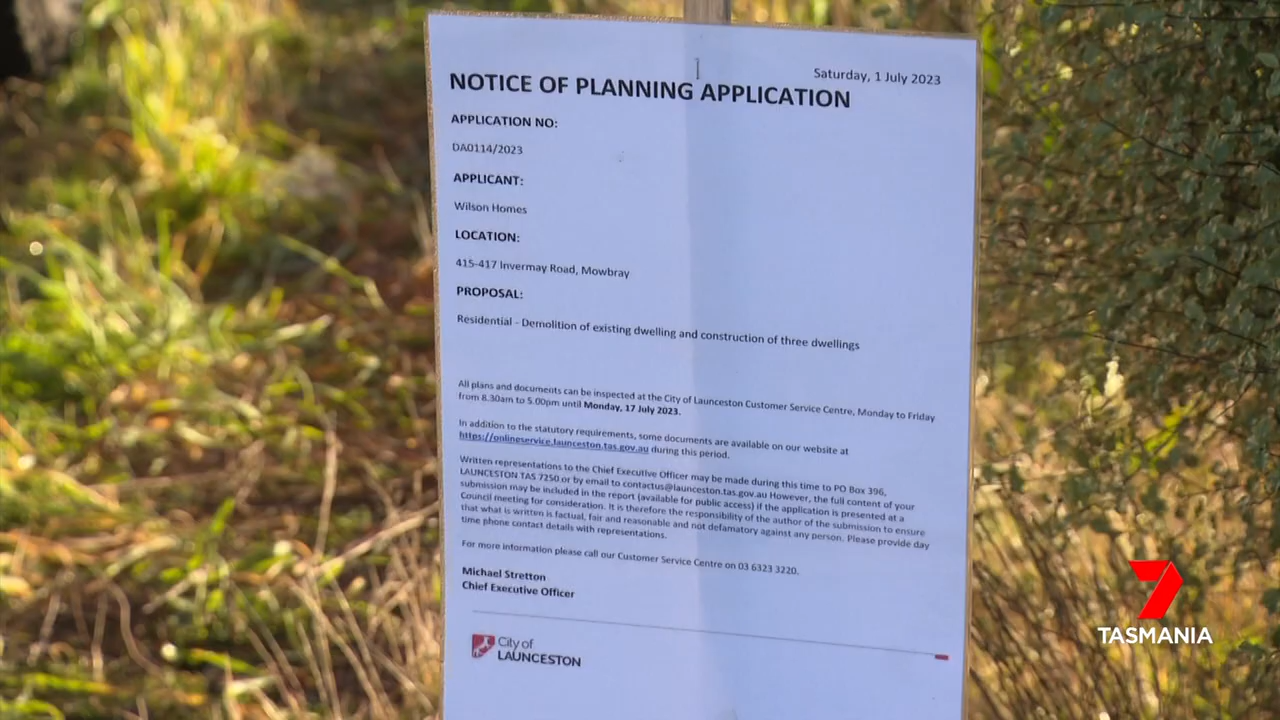 Saturday, 1 July 2023
NOTICE OF PLANNING APPLICATION
APPLICATION NO:
DA0114/2023
APPLICANT:
Wilson Homes
LOCATION:
415-417 Invermay Road, Mowbray
PROPOSAL:
Residential - Demolition of existing dwelling and construction of three dwellings
All plans and documents can be inspected at the City of Launceston Customer Service Centre, Monday to Friday
from 8.30am to 5.00pm until Monday, 17 July 2023.
In addition to the statutory requirements, some documents are available on our website at
https://onlineservice.launceston.tas.gov.au during this period.
Written representations to the Chief Executive Officer may be made during this time to PO Box 396,
LAUNCESTON TAS 7250 or by email to contactus@launceston.tas.gov.au However, the full content of your
submission may be included in the report (available for public access) if the application is presented at a
Council meeting for consideration. It is therefore the responsibility of the author of the submission to ensure
that what is written is factual, fair and reasonable and not defamatory against any person. Please provide day
time phone contact details with representations.
For more information please call our Customer Service Centre on 03 6323 3220.
Michael Stretton
Chief Executive Officer
City of
LAUNCESTON
7
TASMANIA